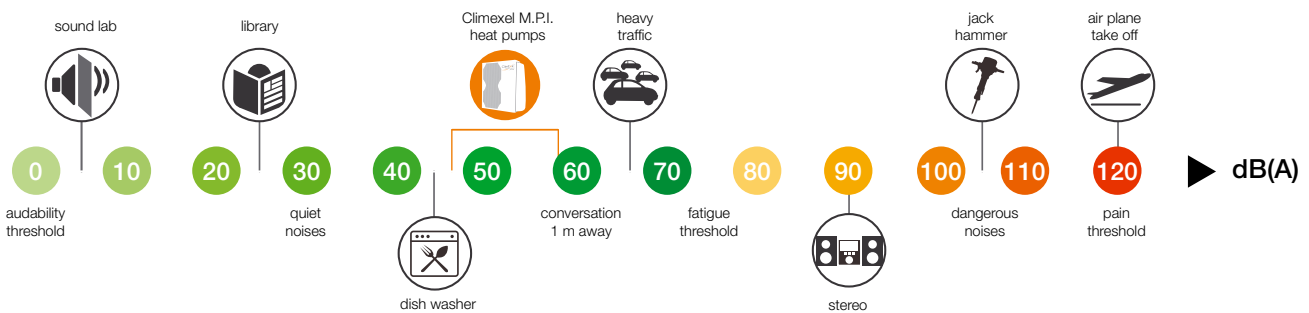 sound lab
library
Climexel M.P.I.
heat pumps
heavy
traffic
jack
hammer
air plane
take off
0 10 20 30 40 50 60 70 80 90 100 110 120 dB(A)
audability
threshold
quiet
noises
conversation
1 m away
fatigue
threshold
dangerous
noises
pain
threshold
dish washer
stereo